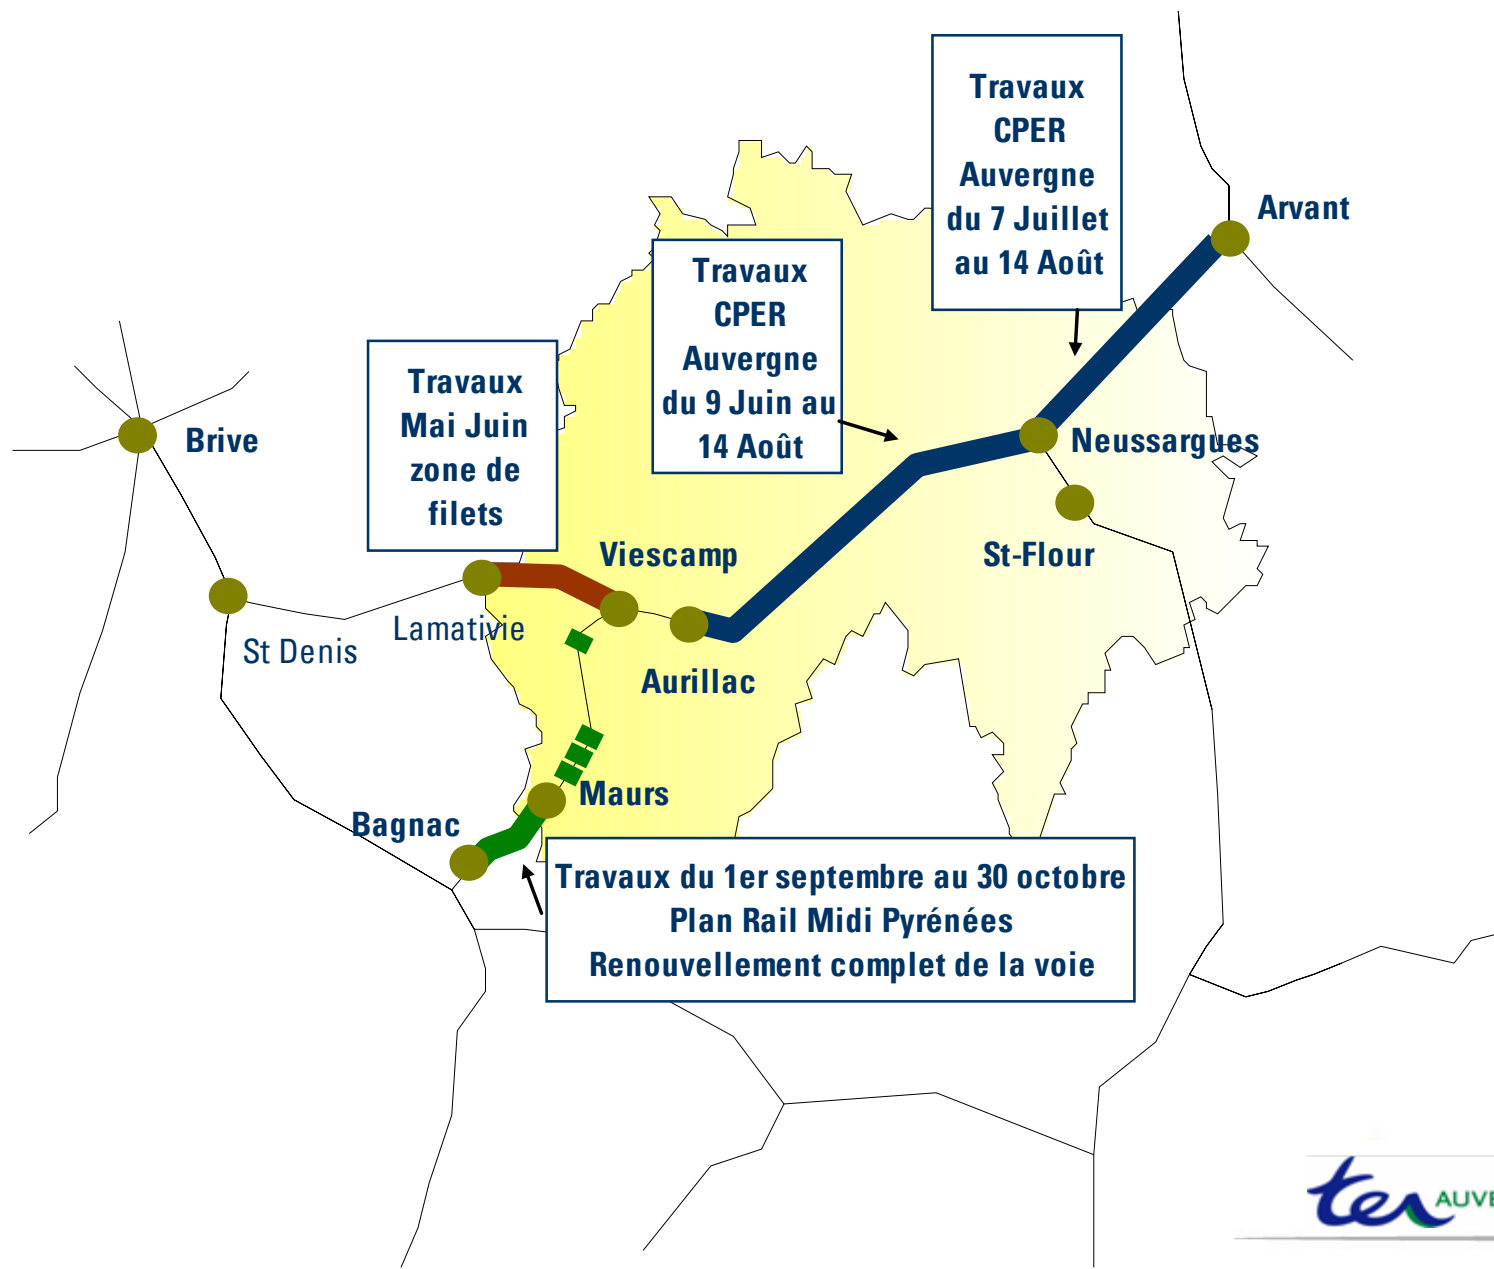 Travaux
CPER
Auvergne
du 7 Juillet
au 14 Août
Arvant
Travaux
CPER
Auvergne
du 9 Juin au
14 Août
Travaux
Mai Juin
zone de
filets
Brive
Neussargues
Viescamp
St-Flour
Lamativie
St Denis
Aurillac
Maurs
Bagnac
Travaux du 1er septembre au 30 octobre
Plan Rail Midi Pyrénées
Renouvellement complet de la voie
ter AUVE